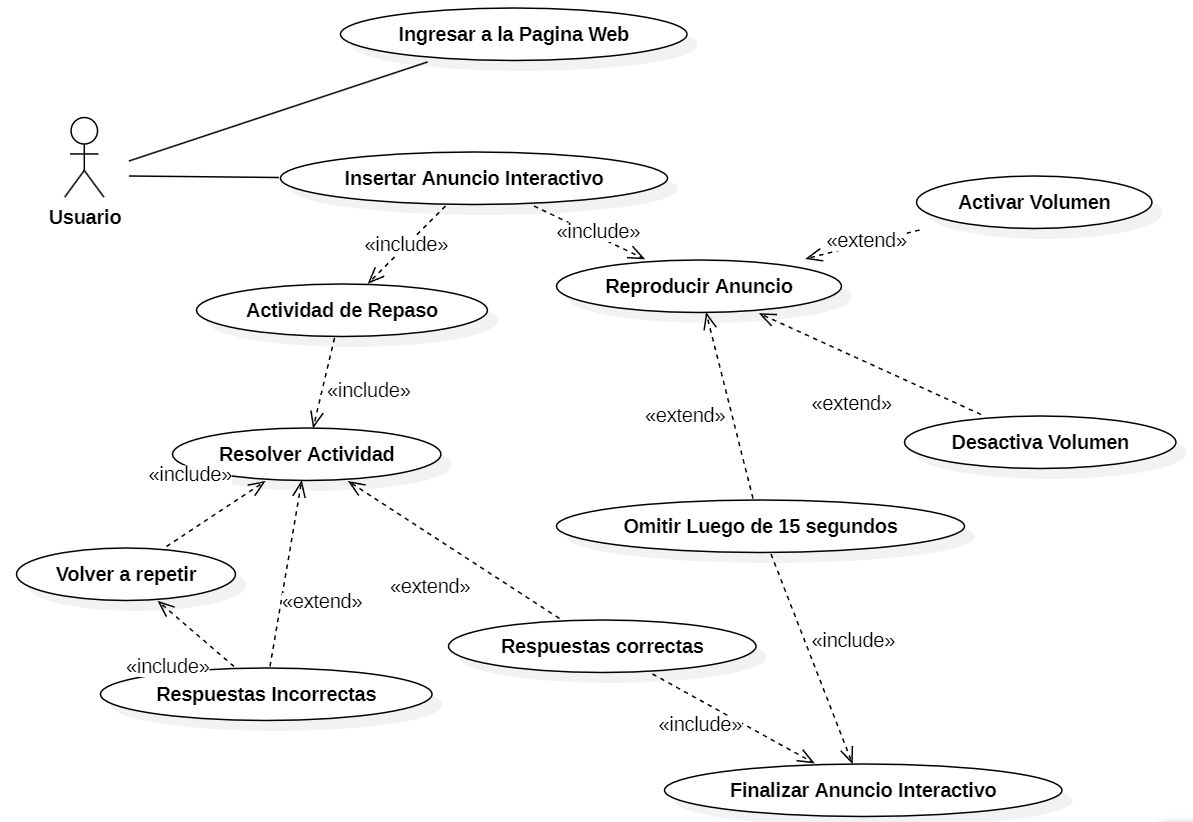 Ingresar a la Pagina Web
Insertar Anuncio Interactivo
Activar Volumen
Usuario
«include»
«include»
«extend»
Reproducir Anuncio
Actividad de Repaso
«include»
«extend»
«extend»
Resolver Actividad
Desactiva Volumen
«include»
Omitir Luego de 15 segundos
Volver a repetir
«extend»
«extend»
«include»
Respuestas correctas
«include»
Respuestas Incorrectas
«include»
Finalizar Anuncio Interactivo